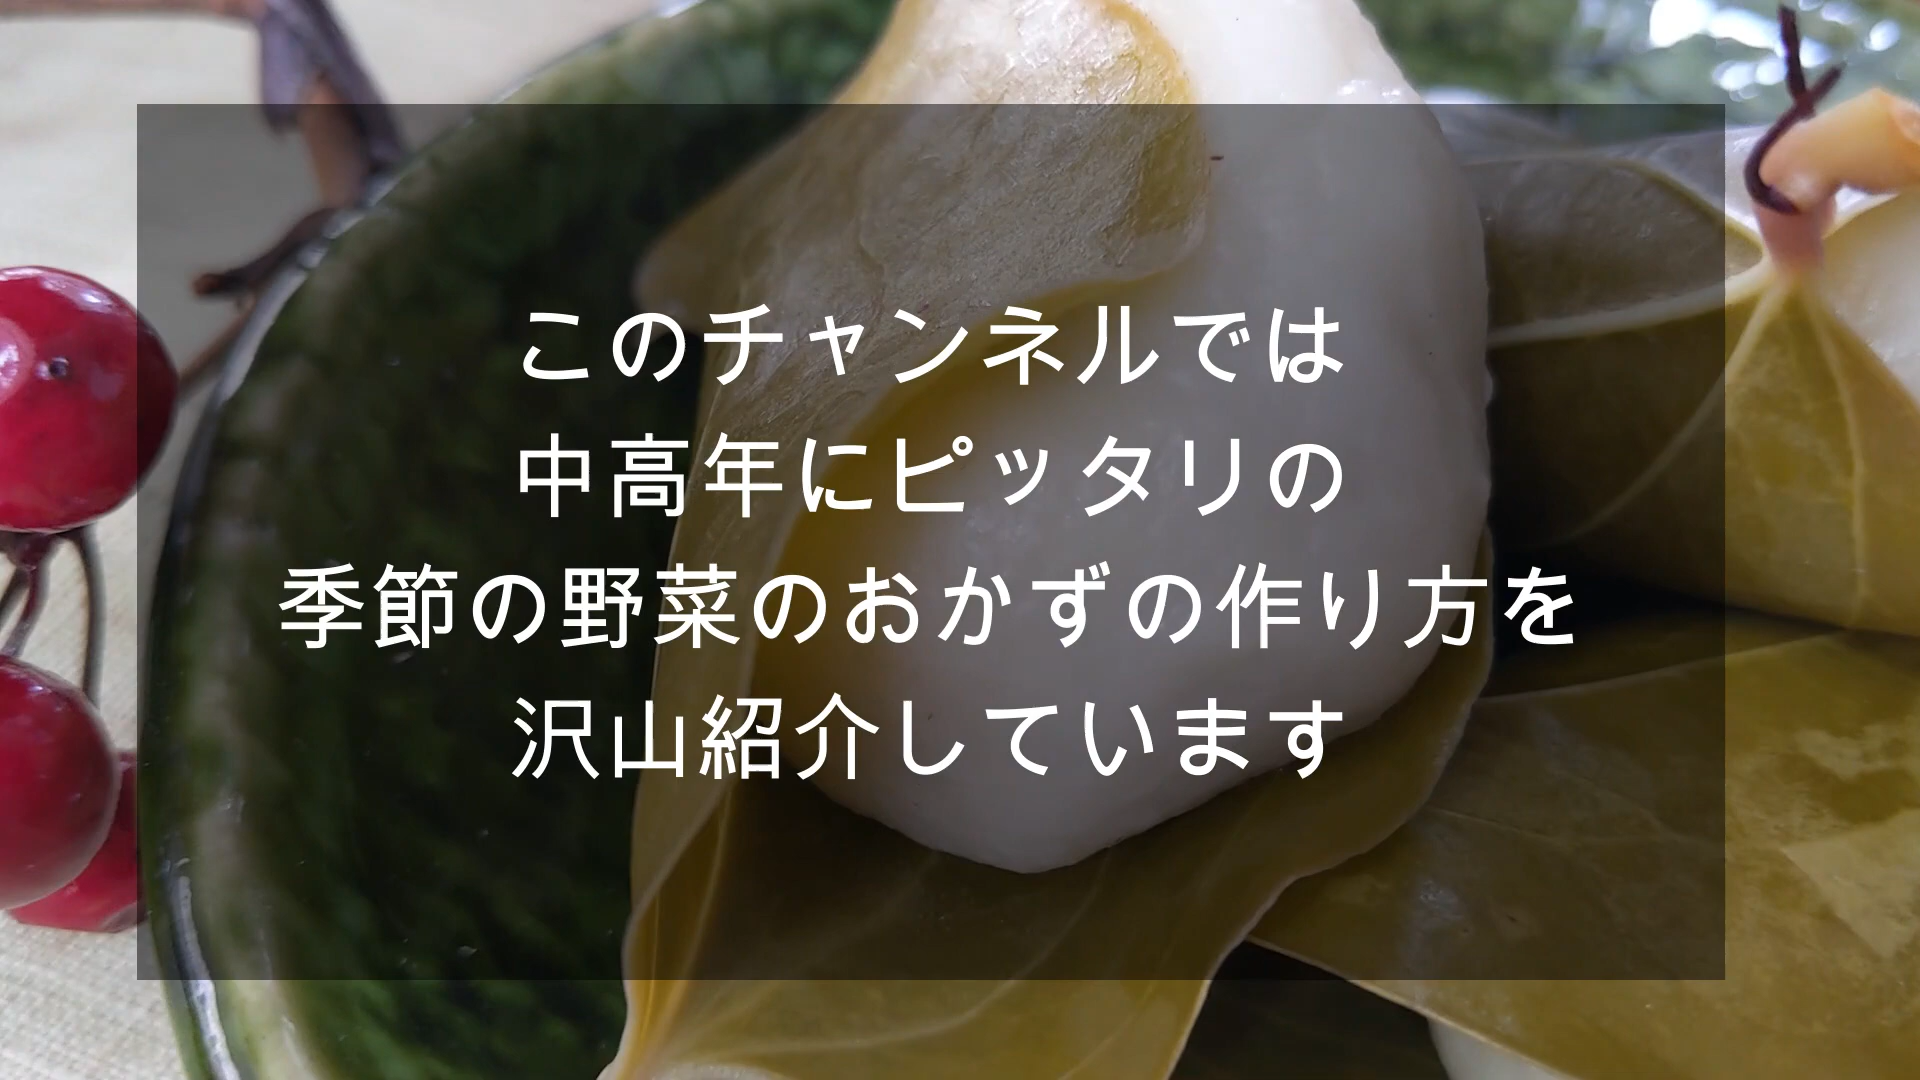 このチャンネルでは
中高年にピッタリの
季節の野菜のおかずの作り方を
沢山紹介しています